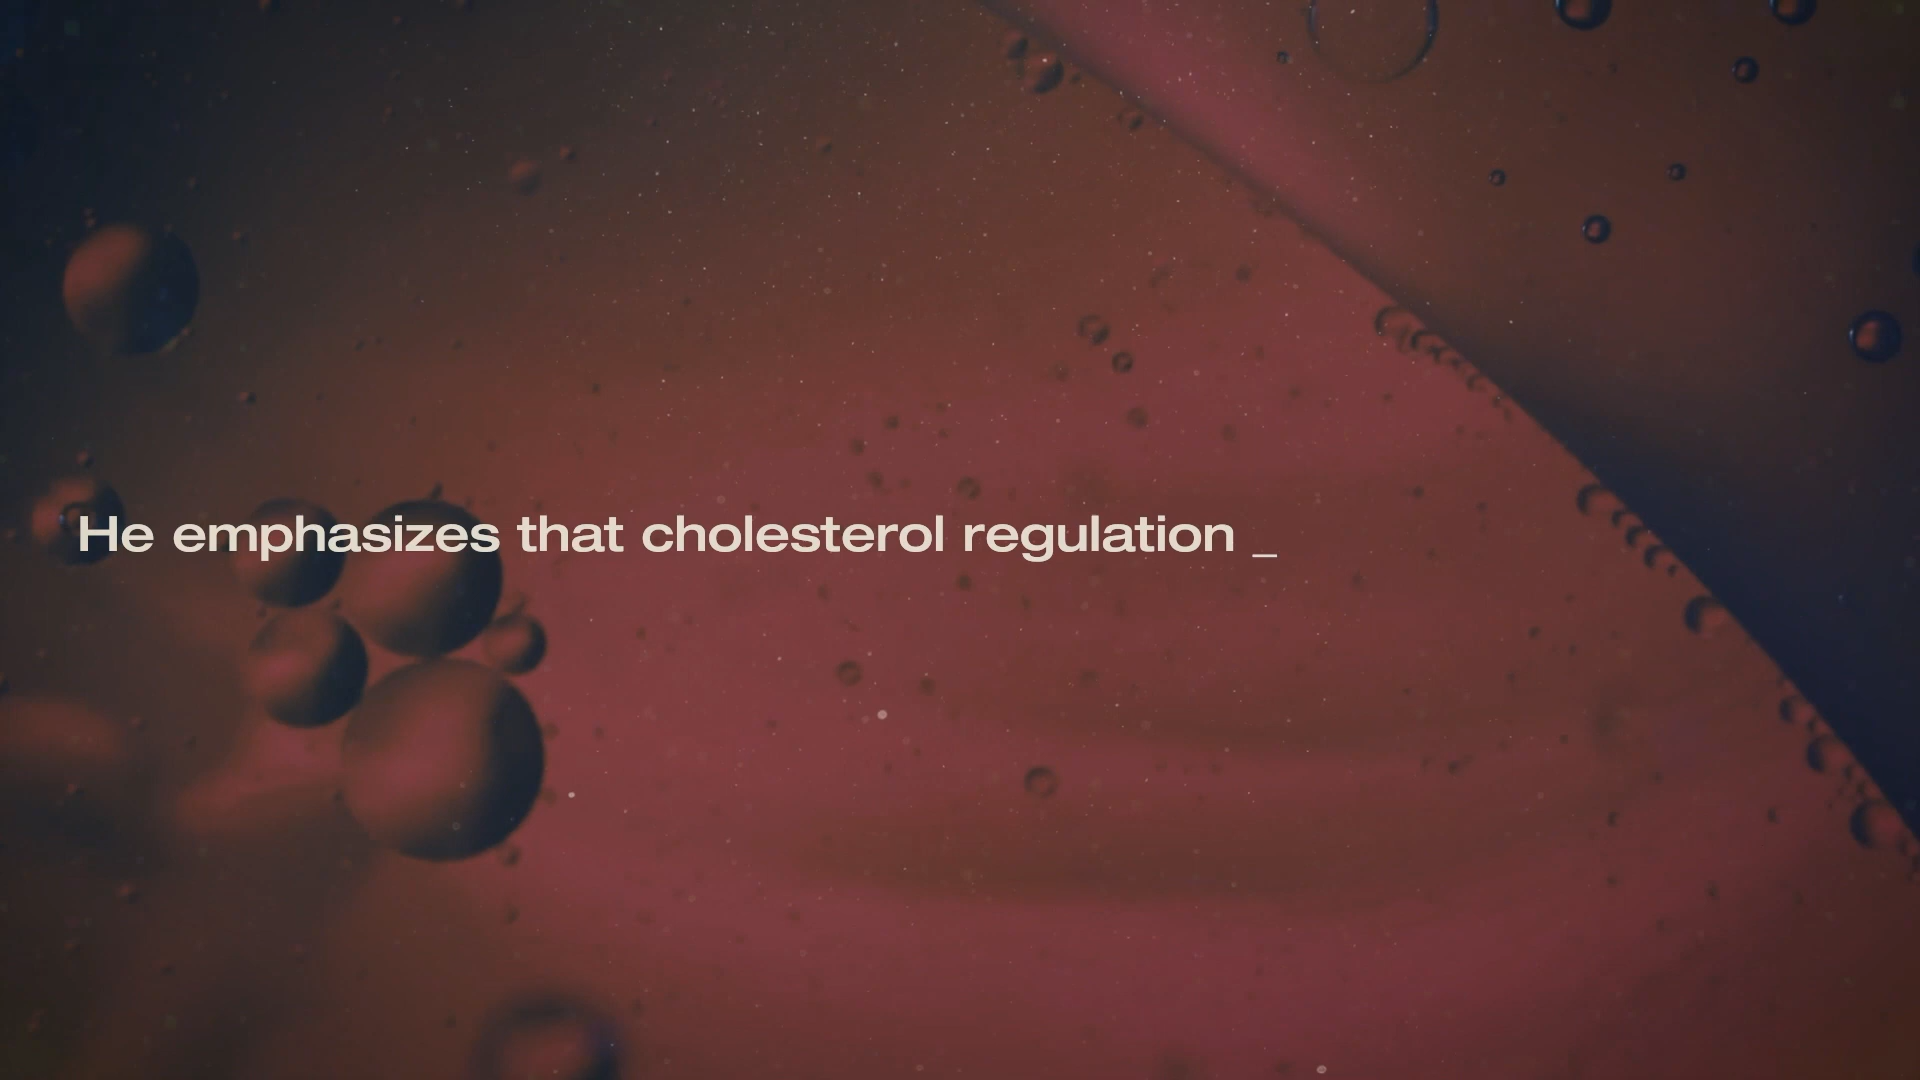 He emphasizes that cholesterol regulation _